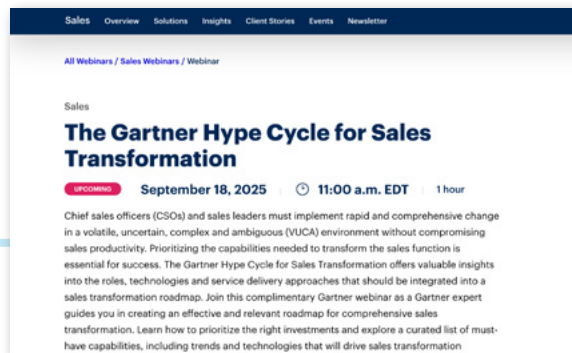 Sales Overview Solutions Insights Client Stories Events Newsletter
All Webinars / Sales Webinars / Webinar
Sales
The Gartner Hype Cycle for Sales
Transformation
UPCOMING September 18, 2025 11:00 a.m. EDT 1 hour
Chief sales officers (CSOs) and sales leaders must implement rapid and comprehensive change
in a volatile, uncertain, complex and ambiguous (VUCA) environment without compromising
sales productivity. Prioritizing the capabilities needed to transform the sales function is
essential for success. The Gartner Hype Cycle for Sales Transformation offers valuable insights
into the roles, technologies and service delivery approaches that should be integrated into a
sales transformation roadmap. Join this complimentary Gartner webinar as a Gartner expert
guides you in creating an effective and relevant roadmap for comprehensive sales
transformation. Learn how to prioritize the right investments and explore a curated list of must-
have capabilities, including trends and technologies that will drive sales transformation